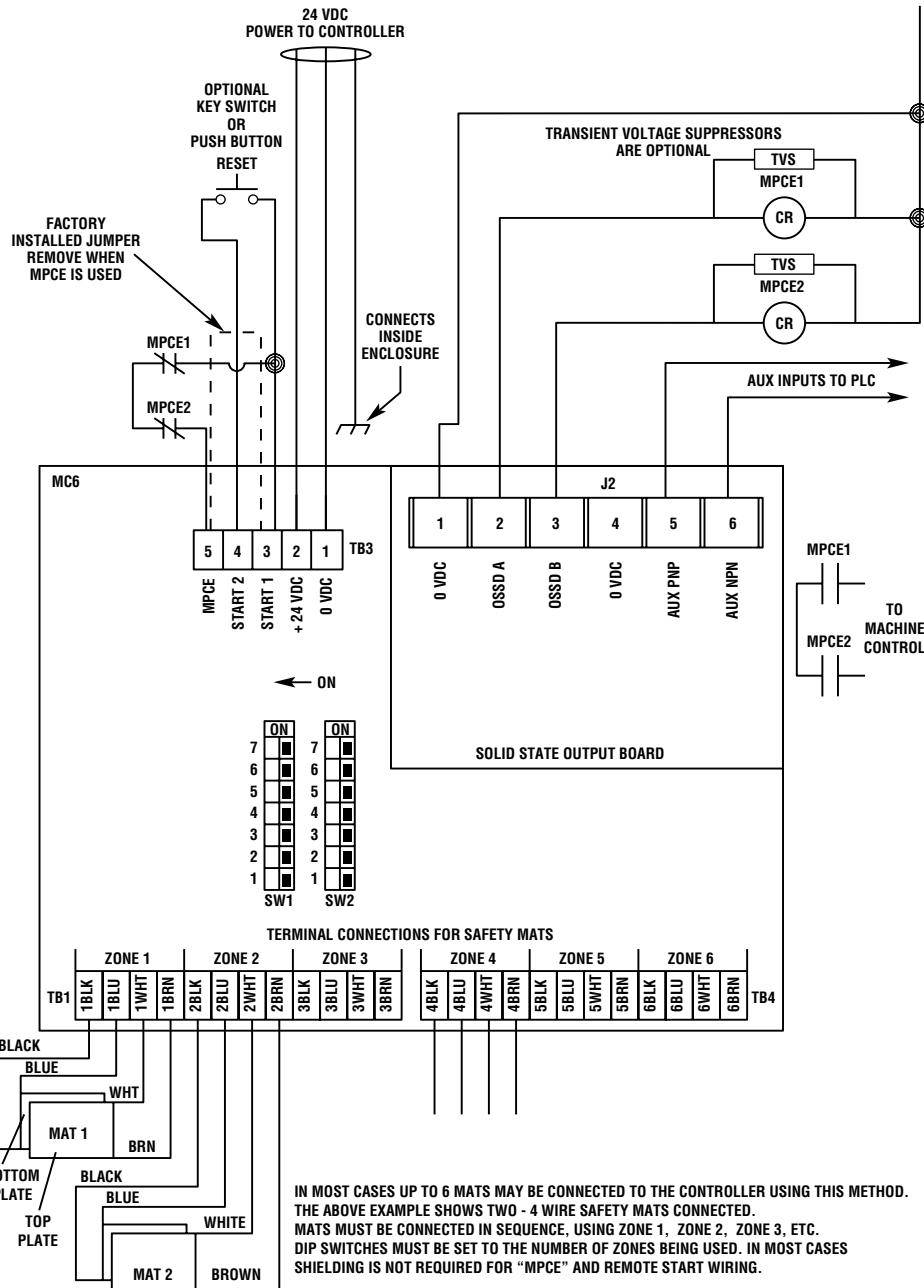 24 VDC
POWER TO CONTROLLER
OPTIONAL
KEY SWITCH
OR
PUSH BUTTON
RESET
TRANSIENT VOLTAGE SUPPRESSORS
ARE OPTIONAL
TVS
MPCE1
CR
TVS
MPCE2
CR
FACTORY
INSTALLED JUMPER
REMOVE WHEN
MPCE IS USED
CONNECTS
INSIDE
ENCLOSURE
MPCE1
MPCE2
AUX INPUTS TO PLC
MC6
J2
5 4 3 2 1 TB3
MPCE
START 2
START 1
+ 24 VDC
0 VDC
1 2 3 4 5 6
0 VDC
OSSD A
OSSD B
0 VDC
AUX PNP
AUX NPN
MPCE1
MPCE2
TO
MACHINE
CONTROL
ON
ON ON
7 7
6 6
5 5
4 4
3 3
2 2
1 1
SW1 SW2
SOLID STATE OUTPUT BOARD
TERMINAL CONNECTIONS FOR SAFETY MATS
ZONE 1 ZONE 2 ZONE 3 ZONE 4 ZONE 5 ZONE 6
TB1 1BLK 1BLU 1WHT 1BRN 2BLK 2BLU 2WHT 2BRN 3BLK 3BLU 3WHT 3BRN 4BLK 4BLU 4WHT 4BRN 5BLK 5BLU 5WHT 5BRN 6BLK 6BLU 6WHT 6BRN TB4
BLACK
BLUE
WHT
MAT 1
BRN
OTTOM
PLATE
TOP
PLATE
BLACK
BLUE
WHITE
MAT 2
BROWN
IN MOST CASES UP TO 6 MATS MAY BE CONNECTED TO THE CONTROLLER USING THIS METHOD.
THE ABOVE EXAMPLE SHOWS TWO - 4 WIRE SAFETY MATS CONNECTED.
MATS MUST BE CONNECTED IN SEQUENCE, USING ZONE 1, ZONE 2, ZONE 3, ETC.
DIP SWITCHES MUST BE SET TO THE NUMBER OF ZONES BEING USED. IN MOST CASES
SHIELDING IS NOT REQUIRED FOR “MPCE” AND REMOTE START WIRING.